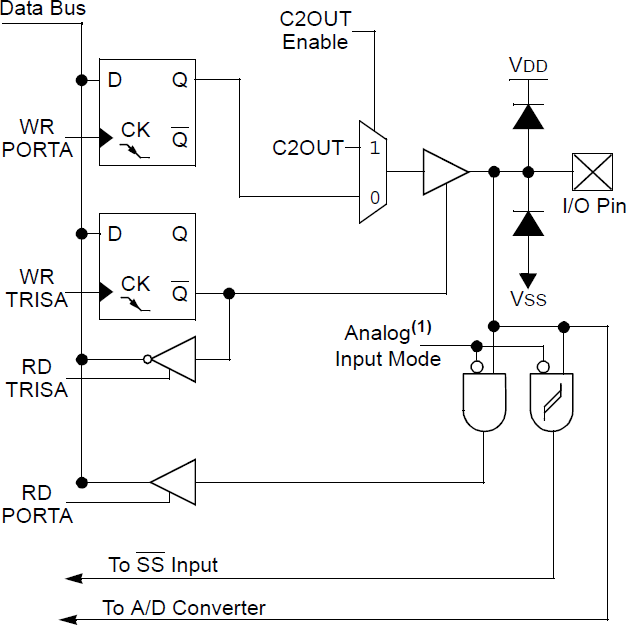 Data Bus
C2OUT
Enable
VDD
D Q
WR
PORTA
CK
Q
C2OUT
1
0
I/O Pin
D Q
WR
TRISA
CK
Q
VSS
Analog(1)
Input Mode
RD
TRISA
RD
PORTA
To SS Input
To A/D Converter